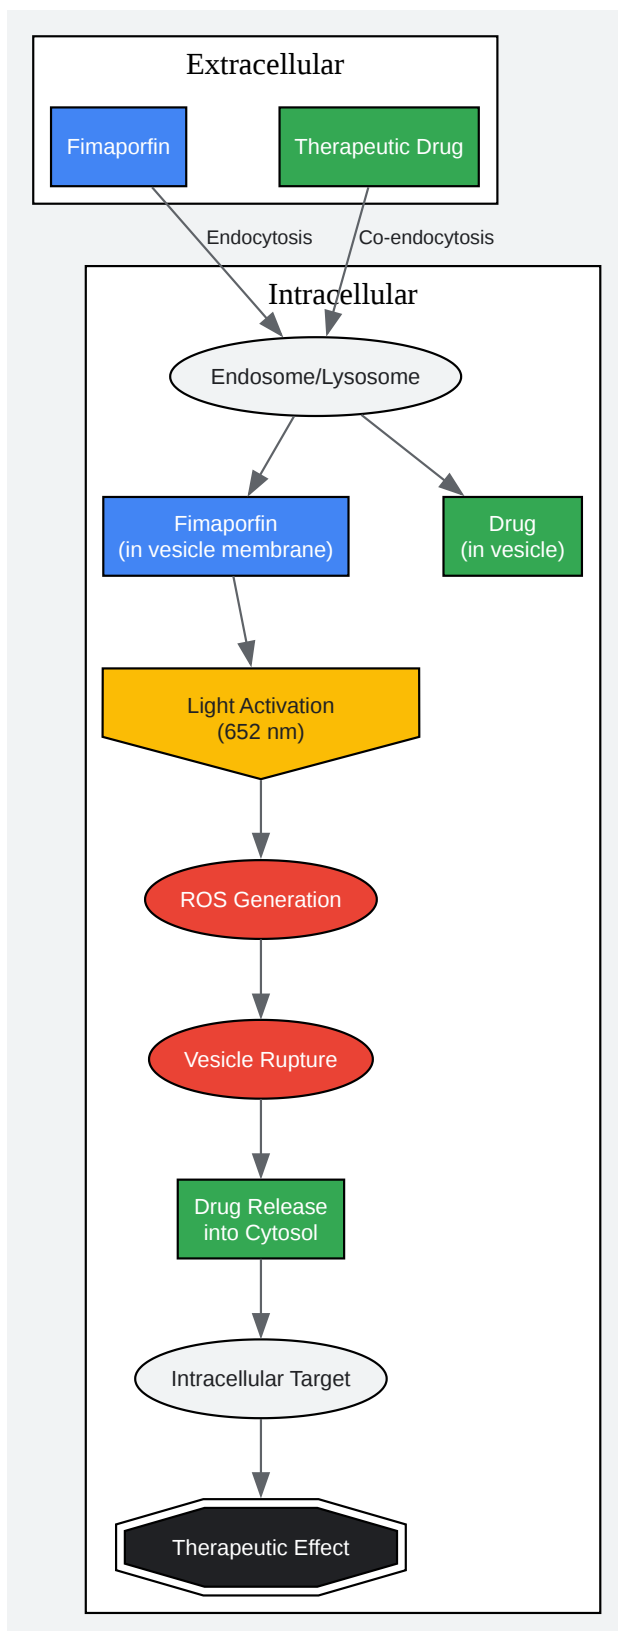 Extracellular
Fimaporfin
Therapeutic Drug
Endocytosis
Co-endocytosis
Intracellular
Endosome/Lysosome
Fimaporfin
(in vesicle membrane)
Drug
(in vesicle)
Light Activation
(652 nm)
ROS Generation
Vesicle Rupture
Drug Release
into Cytosol
Intracellular Target
Therapeutic Effect